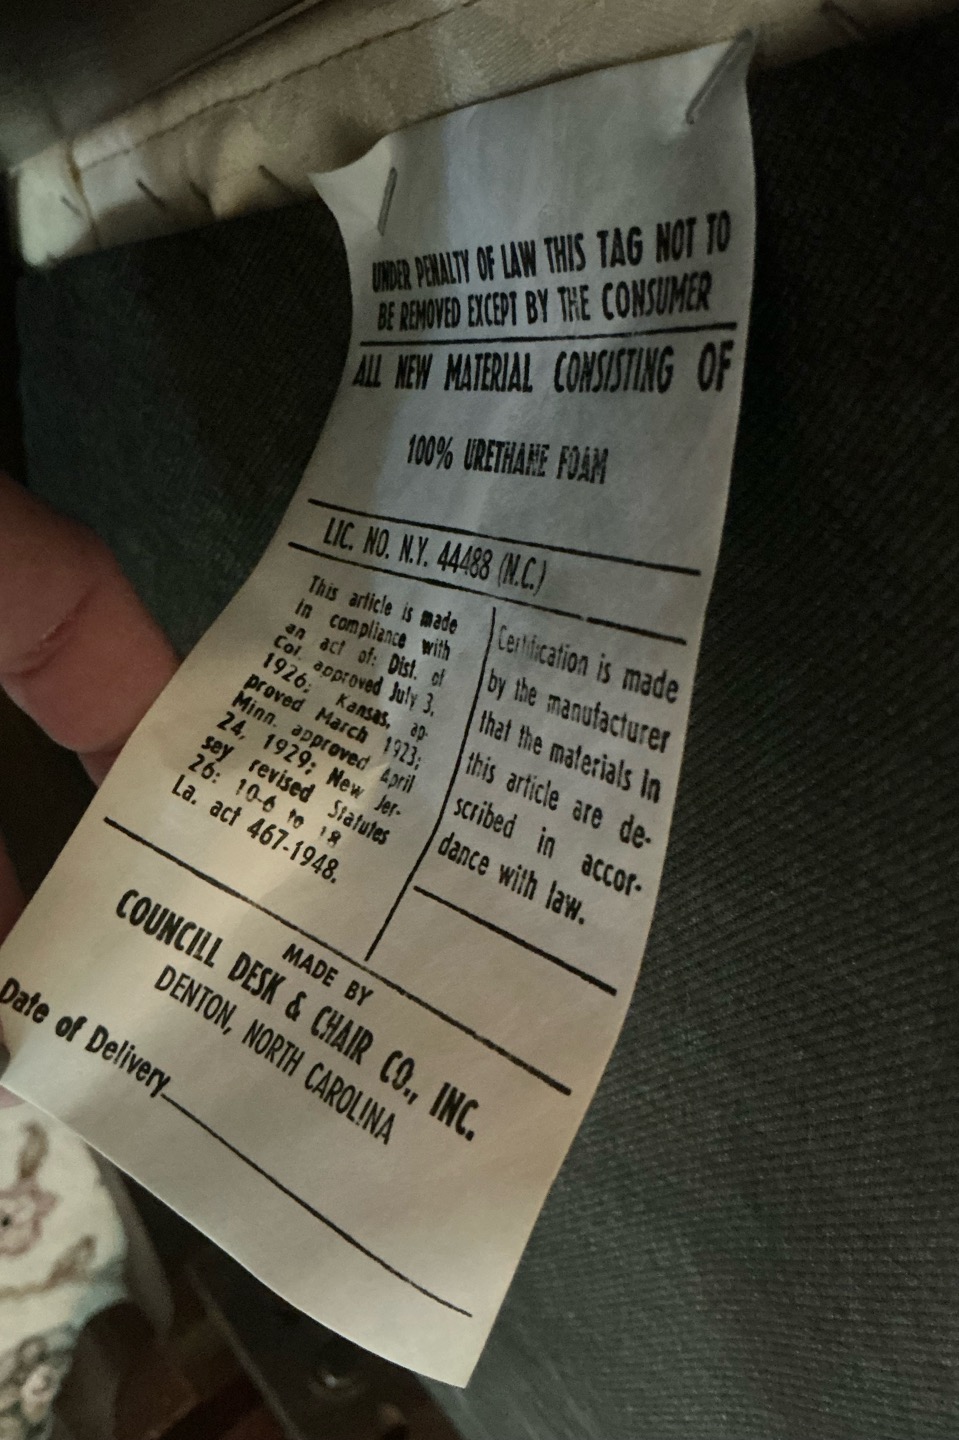 UNDER PENALTY OF LAW THIS TAG NOT TO
BE REMOVED EXCEPT BY THE CONSUMER
ALL NEW MATERIAL CONSISTING OF
100% URETHANE FOAM
LIC. NO. N.Y. 44488 (N.C.)
This article is made
in compliance with
an act of: Dist. of
Col. approved July 3,
1926; Kansas, ap-
proved March 1923;
Minn. approved April
24, 1929; New Jer-
sey revised Statutes
26: 10-6 to 18
La. act 467-1948.
Certification is made
by the manufacturer
that the materials in
this article are de-
scribed in accor-
dance with law.
MADE BY
COUNCILL DESK & CHAIR CO., INC.
DENTON, NORTH CAROLINA
Date of Delivery